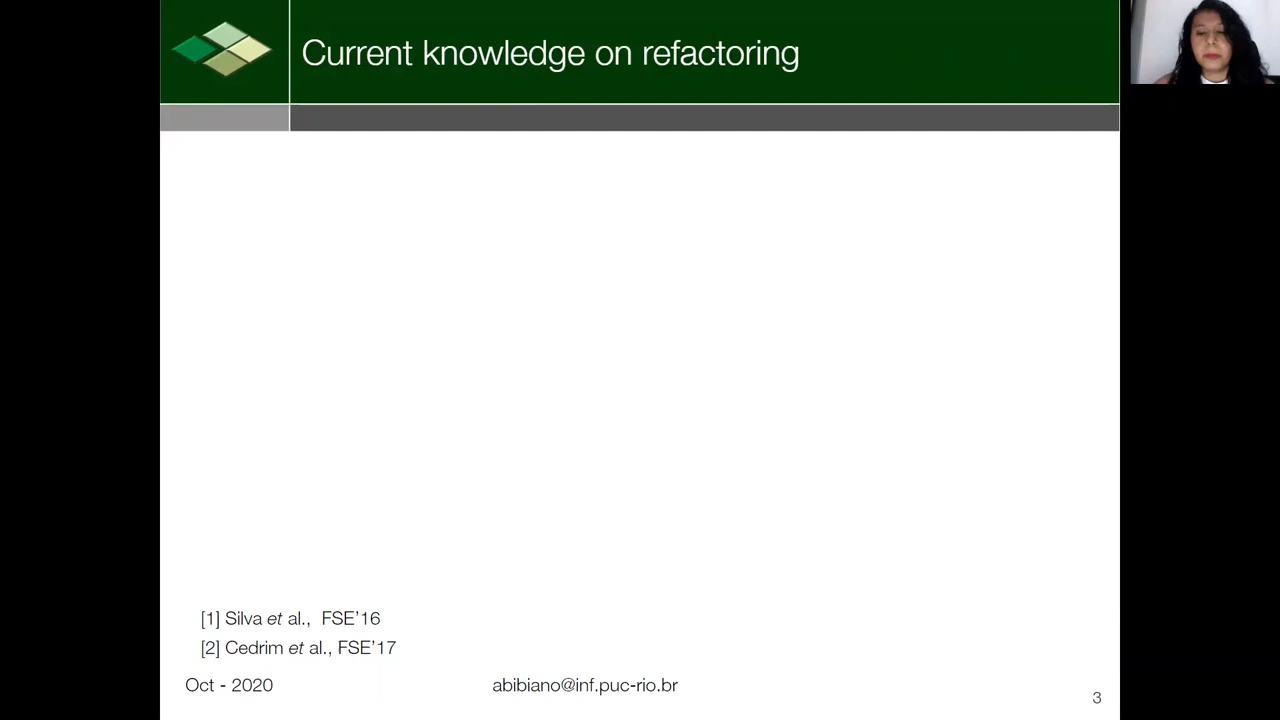 Current knowledge on refactoring
[1] Silva et al., FSE’16
[2] Cedrim et al., FSE’17
Oct - 2020
abibiano@inf.puc-rio.br
3